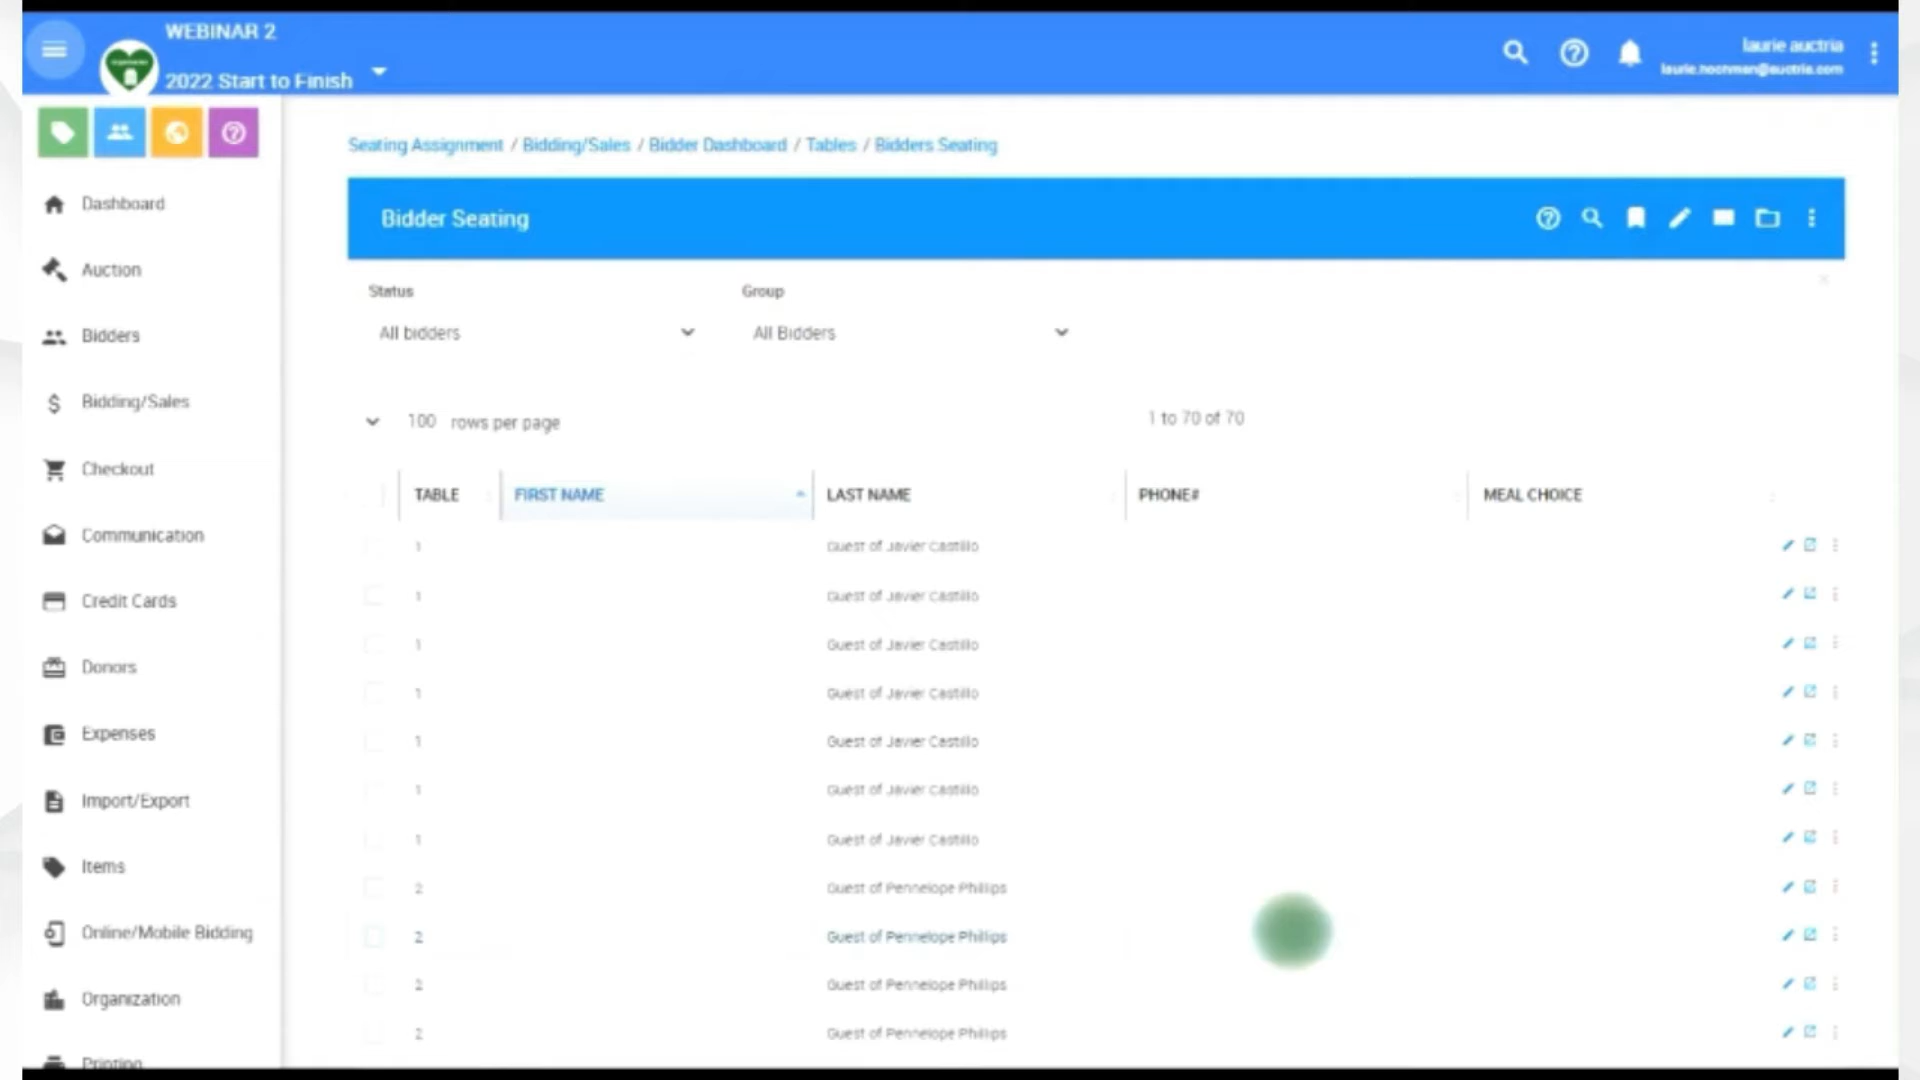 WEBINAR 2
2022 Start to Finish
laurie auctria
laurie.hochman@auctria.com
Dashboard
Auction
Bidders
Bidding/Sales
Checkout
Communication
Credit Cards
Donors
Expenses
Import/Export
Items
Online/Mobile Bidding
Organization
Printing
Seating Assignment / Bidding/Sales / Bidder Dashboard / Tables / Bidders Seating
Bidder Seating
Status Group
All bidders All Bidders
100 rows per page 1 to 70 of 70
TABLE FIRST NAME LAST NAME PHONE# MEAL CHOICE
1 Guest of Javier Castillo
1 Guest of Javier Castillo
1 Guest of Javier Castillo
1 Guest of Javier Castillo
1 Guest of Javier Castillo
1 Guest of Javier Castillo
1 Guest of Javier Castillo
2 Guest of Pennelope Phillips
2 Guest of Pennelope Phillips
2 Guest of Pennelope Phillips
2 Guest of Pennelope Phillips